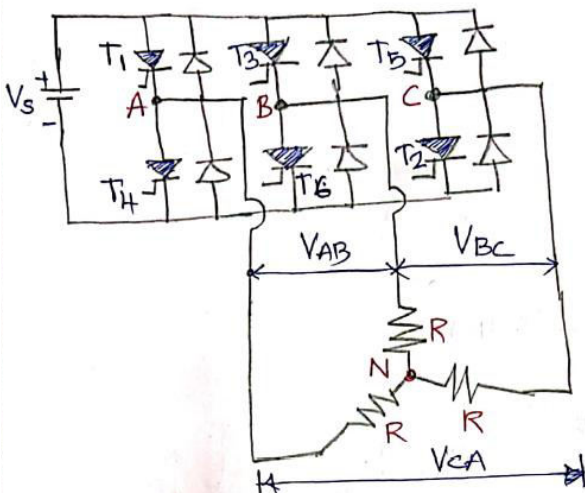 T1 T3 T5
+
Vs A B C
-
T4 T6 T2
VAB VBC
R
N
R R
VCA